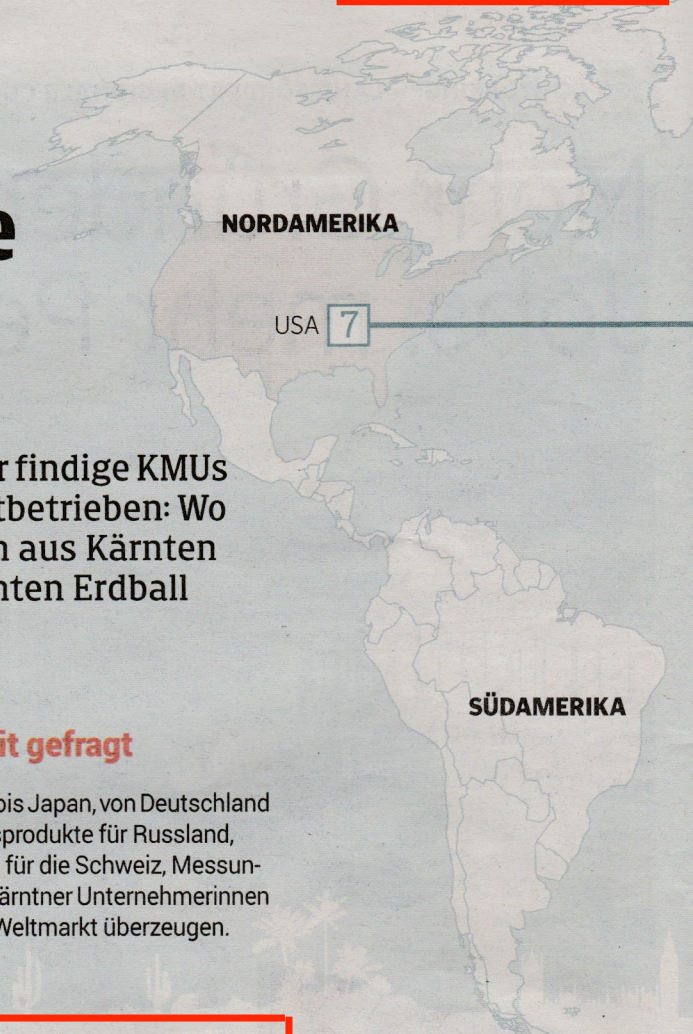 e
NORDAMERIKA
USA 7
r findige KMUs
tbetrieben: Wo
n aus Kärnten
nten Erdball
SÜDAMERIKA
it gefragt
bis Japan, von Deutschland
sprodukte für Russland,
für die Schweiz, Messun-
ärntner Unternehmerinnen
Weltmarkt überzeugen.